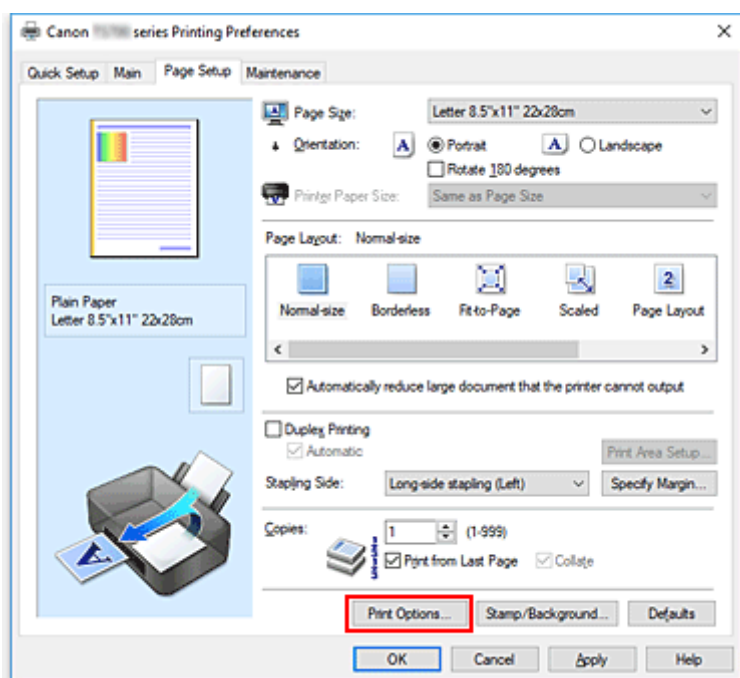 Canon series Printing Preferences
Quick Setup Main Page Setup Maintenance
Page Size: Letter 8.5"x11" 22x28cm
Orientation: A Portrait A Landscape
Rotate 180 degrees
Printer Paper Size: Same as Page Size
Page Layout: Normal-size
2
Normal-size Borderless Fit-to-Page Scaled Page Layout
Plain Paper
Letter 8.5"x11" 22x28cm
Automatically reduce large document that the printer cannot output
Duplex Printing
Automatic Print Area Setup...
Stapling Side: Long-side stapling (Left) Specify Margin...
Copies: 1 (1-999)
Print from Last Page Collate
A
Print Options... Stamp/Background... Defaults
OK Cancel Apply Help